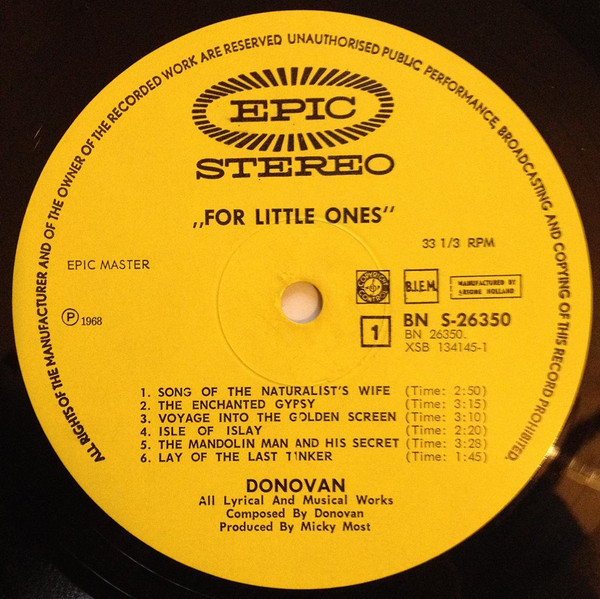 ALL RIGHTS OF THE MANUFACTURER AND OF THE OWNER OF THE RECORDED WORK ARE RESERVED UNAUTHORISED PUBLIC PERFORMANCE, BROADCASTING AND COPYING OF THIS RECORD PROHIBITED.
EPIC
STEREO
„FOR LITTLE ONES”
33 1/3 RPM
EPIC MASTER
B.I.E.M.
MANUFACTURED BY
ARIONE HOLLAND
℗ 1968
1
BN S-26350
BN 26350.
XSB 134145-1
1. SONG OF THE NATURALIST'S WIFE (Time: 2:50)
2. THE ENCHANTED GYPSY (Time: 3:15)
3. VOYAGE INTO THE GOLDEN SCREEN (Time: 3:10)
4. ISLE OF ISLAY (Time: 2:20)
5. THE MANDOLIN MAN AND HIS SECRET (Time: 3:28)
6. LAY OF THE LAST TINKER (Time: 1:45)
DONOVAN
All Lyrical And Musical Works
Composed By Donovan
Produced By Micky Most